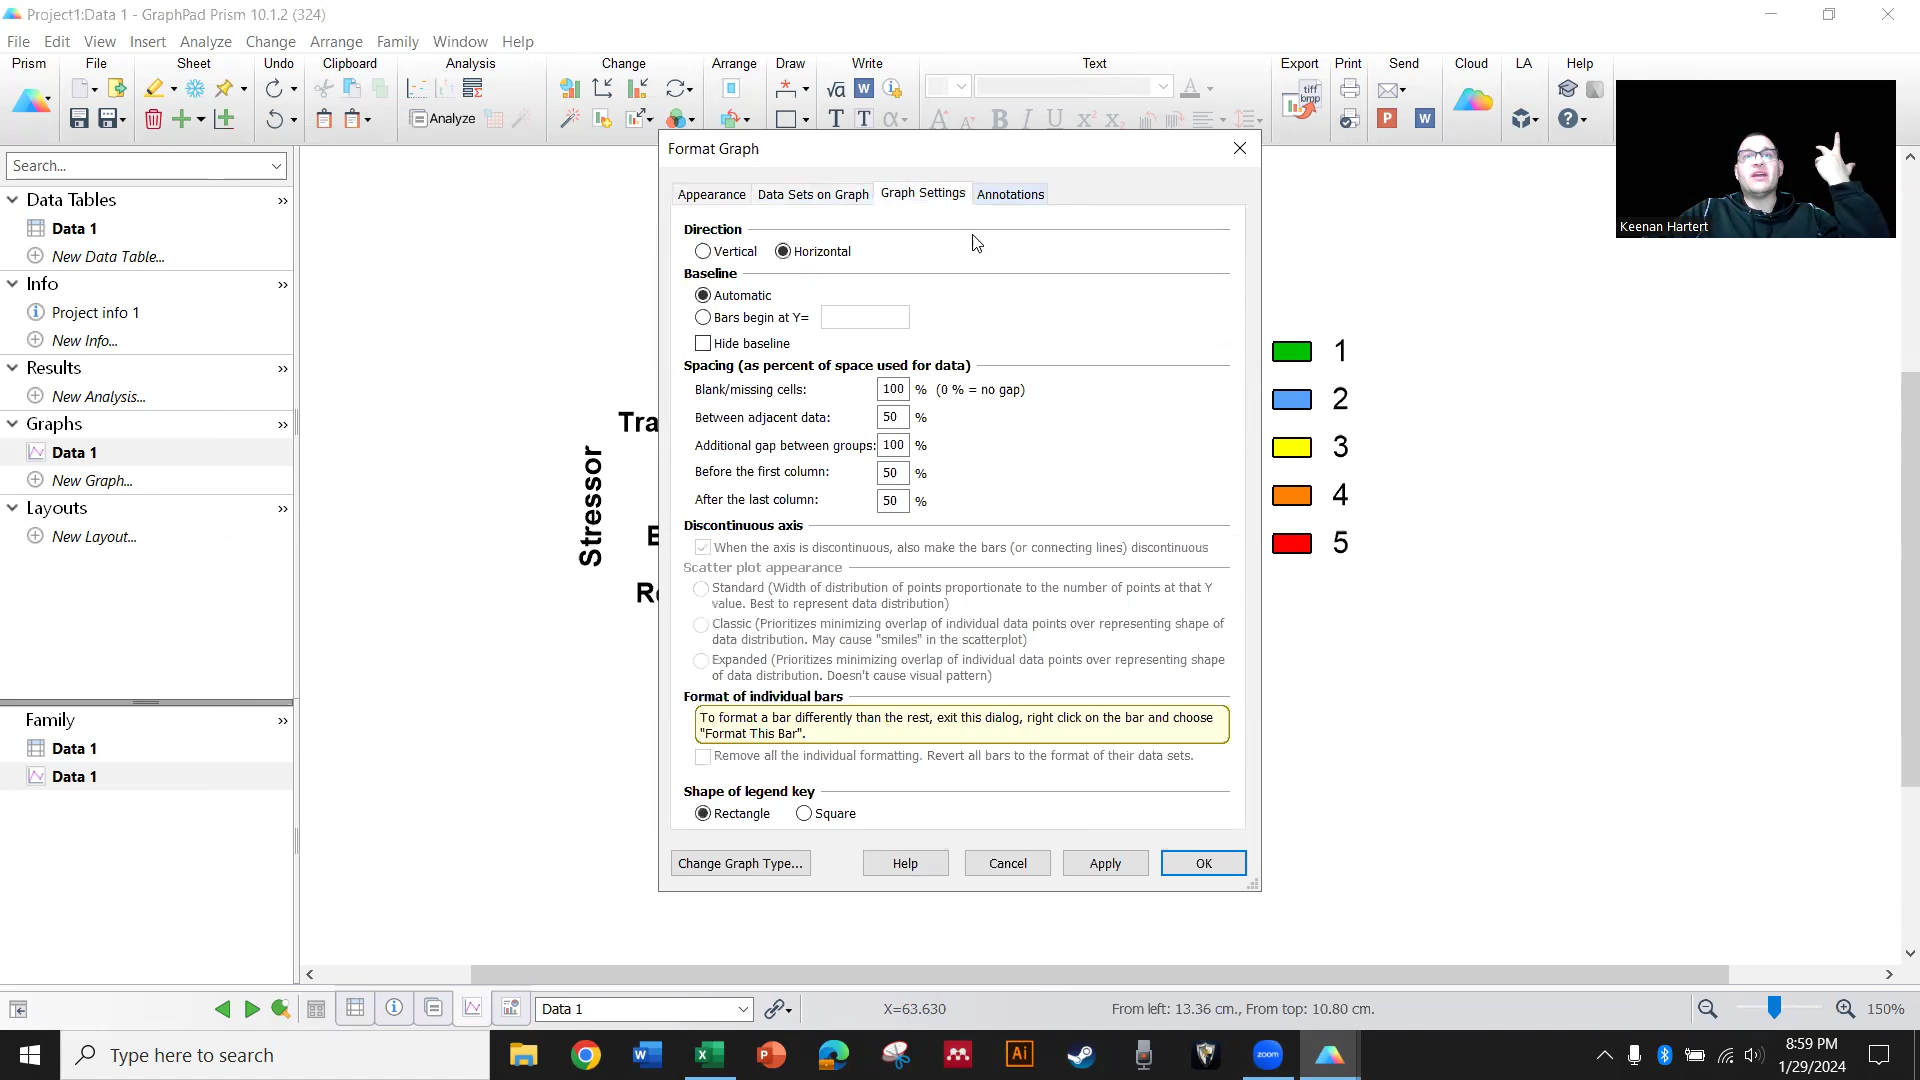 Project1:Data 1 - GraphPad Prism 10.1.2 (324)
File Edit View Insert Analyze Change Arrange Family Window Help
Prism File Sheet Undo Clipboard Analysis Change Arrange Draw Write Text Export Print Send Cloud LA Help
tiff
bmp
Analyze
Search...
Data Tables
Data 1
New Data Table...
Info
Project info 1
New Info...
Results
New Analysis...
Graphs
Data 1
New Graph...
Layouts
New Layout...
Family
Data 1
Data 1
Stressor
Tra
Format Graph
Appearance Data Sets on Graph Graph Settings Annotations
Direction
Vertical Horizontal
Baseline
Automatic
Bars begin at Y=
Hide baseline
Spacing (as percent of space used for data)
Blank/missing cells: 100 % (0 % = no gap)
Between adjacent data: 50 %
Additional gap between groups: 100 %
Before the first column: 50 %
After the last column: 50 %
Discontinuous axis
When the axis is discontinuous, also make the bars (or connecting lines) discontinuous
Scatter plot appearance
Standard (Width of distribution of points proportionate to the number of points at that Y
value. Best to represent data distribution)
Classic (Prioritizes minimizing overlap of individual data points over representing shape of
data distribution. May cause "smiles" in the scatterplot)
Expanded (Prioritizes minimizing overlap of individual data points over representing shape
of data distribution. Doesn't cause visual pattern)
Format of individual bars
To format a bar differently than the rest, exit this dialog, right click on the bar and choose
"Format This Bar".
Remove all the individual formatting. Revert all bars to the format of their data sets.
Shape of legend key
Rectangle Square
Change Graph Type... Help Cancel Apply OK
1
2
3
4
5
Keenan Hartert
Data 1
X=63.630
From left: 13.36 cm., From top: 10.80 cm.
150%
Type here to search
zoom
8:59 PM
1/29/2024